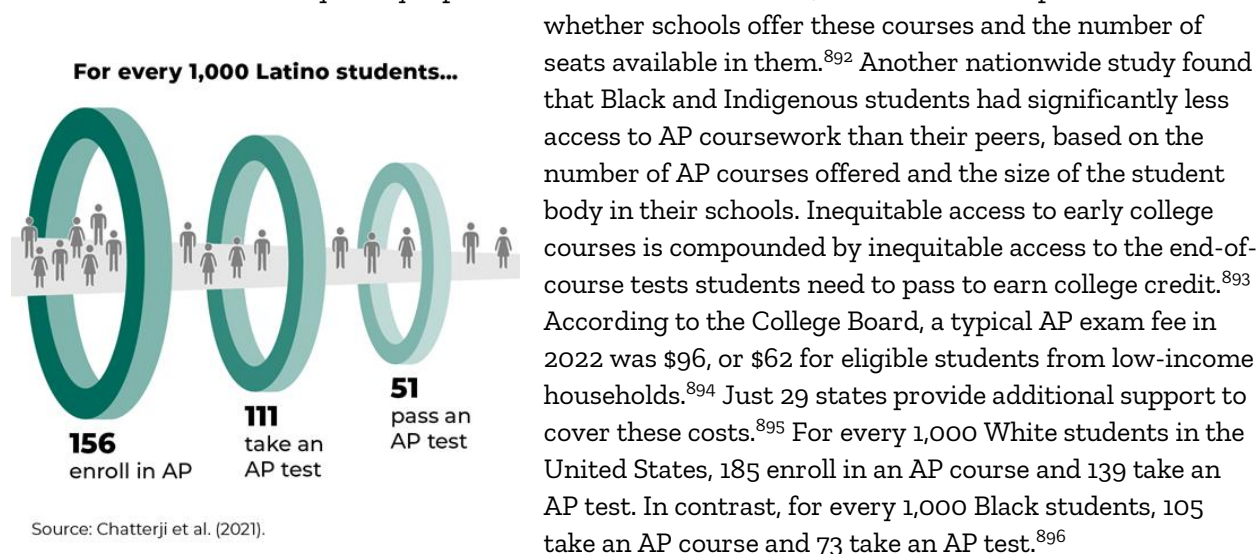 For every 1,000 Latino students...
156
enroll in AP
111
take an
AP test
51
pass an
AP test
Source: Chatterji et al. (2021).
whether schools offer these courses and the number of
seats available in them.892 Another nationwide study found
that Black and Indigenous students had significantly less
access to AP coursework than their peers, based on the
number of AP courses offered and the size of the student
body in their schools. Inequitable access to early college
courses is compounded by inequitable access to the end-of-
course tests students need to pass to earn college credit.893
According to the College Board, a typical AP exam fee in
2022 was $96, or $62 for eligible students from low-income
households.894 Just 29 states provide additional support to
cover these costs.895 For every 1,000 White students in the
United States, 185 enroll in an AP course and 139 take an
AP test. In contrast, for every 1,000 Black students, 105
take an AP course and 73 take an AP test.896